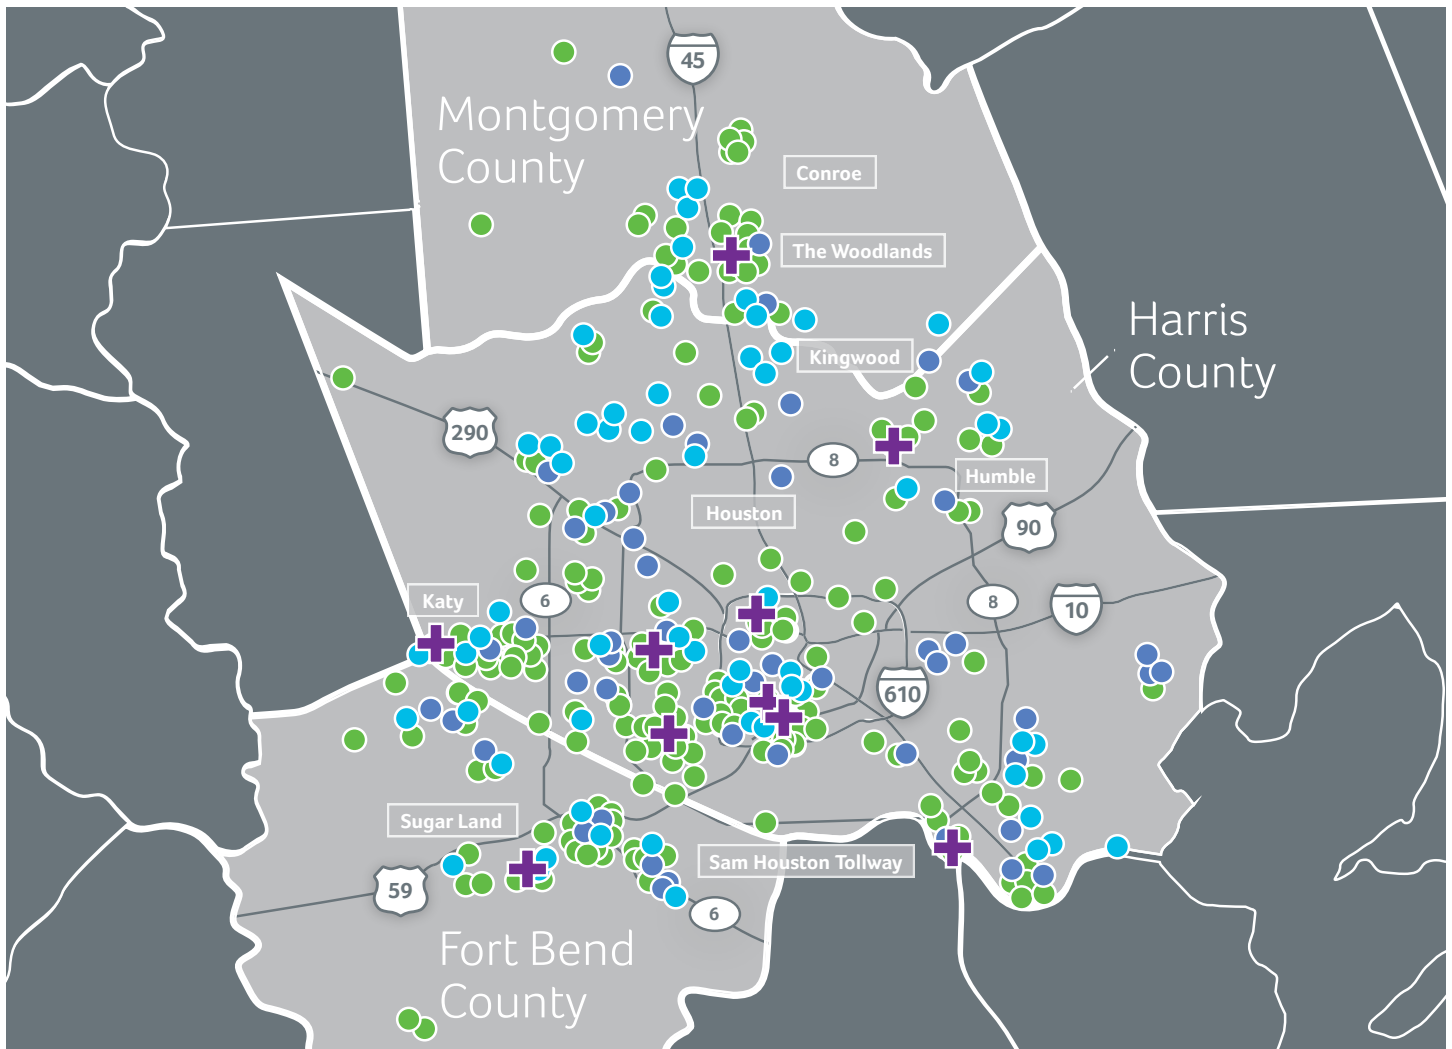 45
Montgomery
County
Conroe
The Woodlands
Harris
County
Kingwood
290
8
Humble
Houston
90
Katy
6
8
10
610
Sugar Land
Sam Houston Tollway
59
6
Fort Bend
County